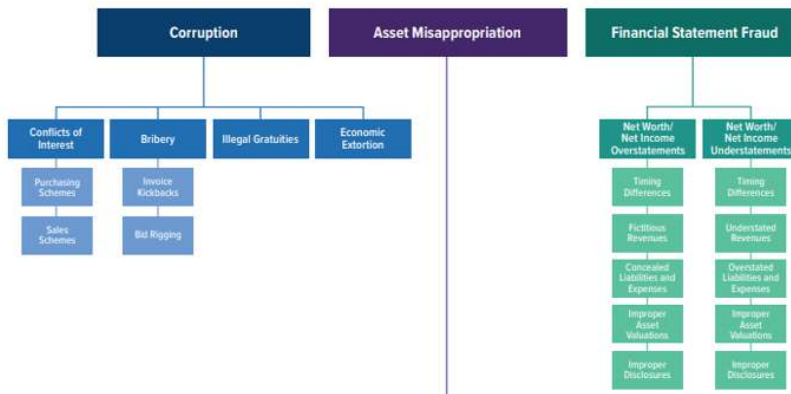 Corruption
Asset Misappropriation
Financial Statement Fraud
Conflicts of
Interest
Bribery
Illegal Gratuities
Economic
Extortion
Net Worth/
Net Income
Overstatements
Net Worth/
Net Income
Understatements
Purchasing
Schemes
Invoice
Kickbacks
Timing
Differences
Timing
Differences
Sales
Schemes
Bid Rigging
Fictitious
Revenues
Understated
Revenues
Concealed
Liabilities and
Expenses
Overstated
Liabilities and
Expenses
Improper
Asset
Valuations
Improper
Asset
Valuations
Improper
Disclosures
Improper
Disclosures